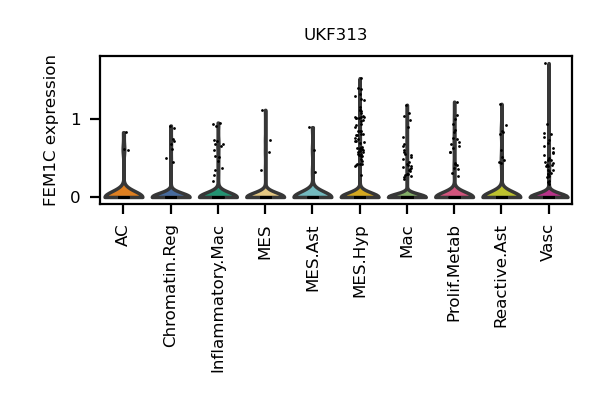 UKF313
FEM1C expression
1
0
AC
Chromatin.Reg
Inflammatory.Mac
MES
MES.Ast
MES.Hyp
Mac
Prolif.Metab
Reactive.Ast
Vasc